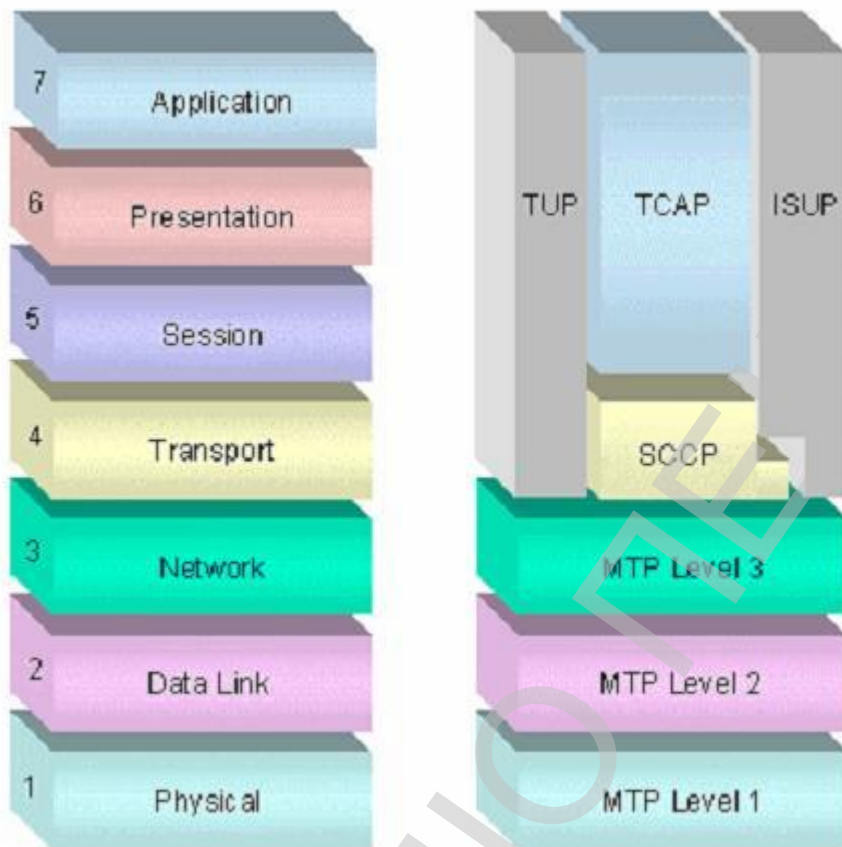 7 Application
6 Presentation
5 Session
4 Transport
3 Network
2 Data Link
1 Physical
TUP TCAP ISUP
SCCP
MTP Level 3
MTP Level 2
MTP Level 1